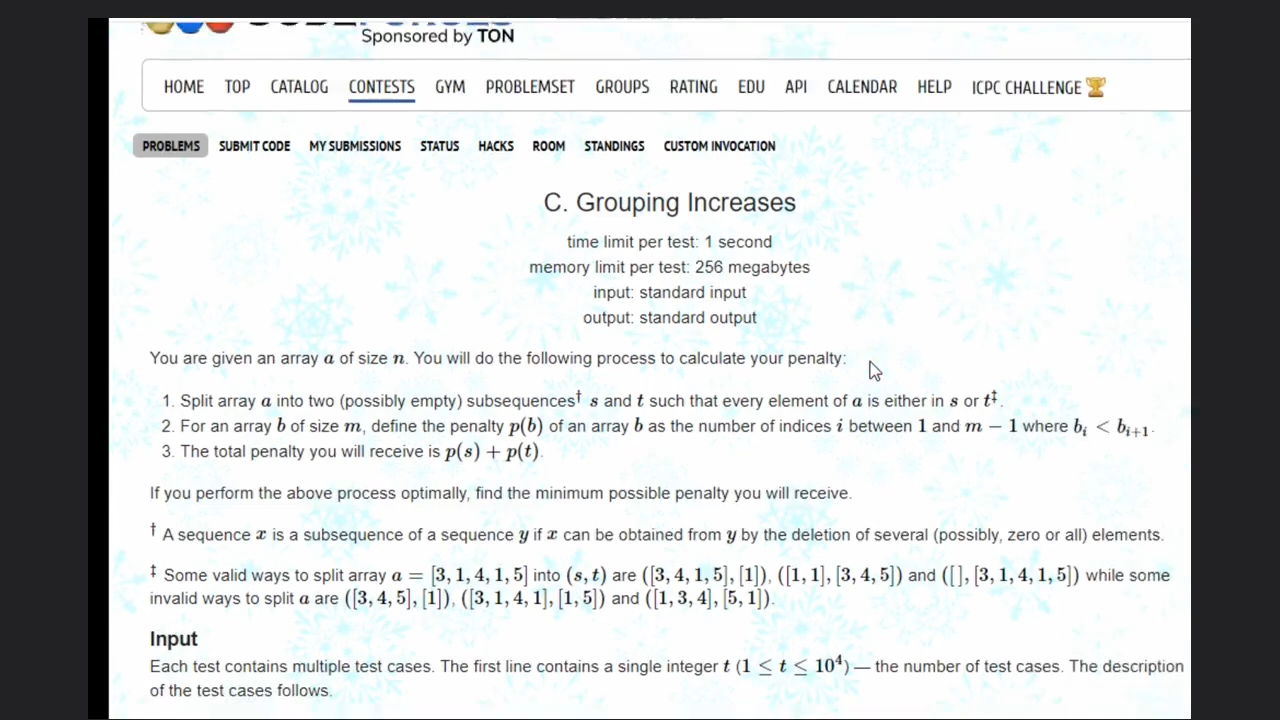 Sponsored by TON
HOME TOP CATALOG CONTESTS GYM PROBLEMSET GROUPS RATING EDU API CALENDAR HELP ICPC CHALLENGE
PROBLEMS SUBMIT CODE MY SUBMISSIONS STATUS HACKS ROOM STANDINGS CUSTOM INVOCATION
C. Grouping Increases
time limit per test: 1 second
memory limit per test: 256 megabytes
input: standard input
output: standard output
You are given an array a of size n. You will do the following process to calculate your penalty:
1. Split array a into two (possibly empty) subsequences† s and t such that every element of a is either in s or t‡.
2. For an array b of size m, define the penalty p(b) of an array b as the number of indices i between 1 and m − 1 where bᵢ < bᵢ₊₁.
3. The total penalty you will receive is p(s) + p(t).
If you perform the above process optimally, find the minimum possible penalty you will receive.
† A sequence x is a subsequence of a sequence y if x can be obtained from y by the deletion of several (possibly, zero or all) elements.
‡ Some valid ways to split array a = [3, 1, 4, 1, 5] into (s, t) are ([3, 4, 1, 5], [1]), ([1, 1], [3, 4, 5]) and ([ ], [3, 1, 4, 1, 5]) while some
invalid ways to split a are ([3, 4, 5], [1]), ([3, 1, 4, 1], [1, 5]) and ([1, 3, 4], [5, 1]).
Input
Each test contains multiple test cases. The first line contains a single integer t (1 ≤ t ≤ 10⁴) — the number of test cases. The description
of the test cases follows.